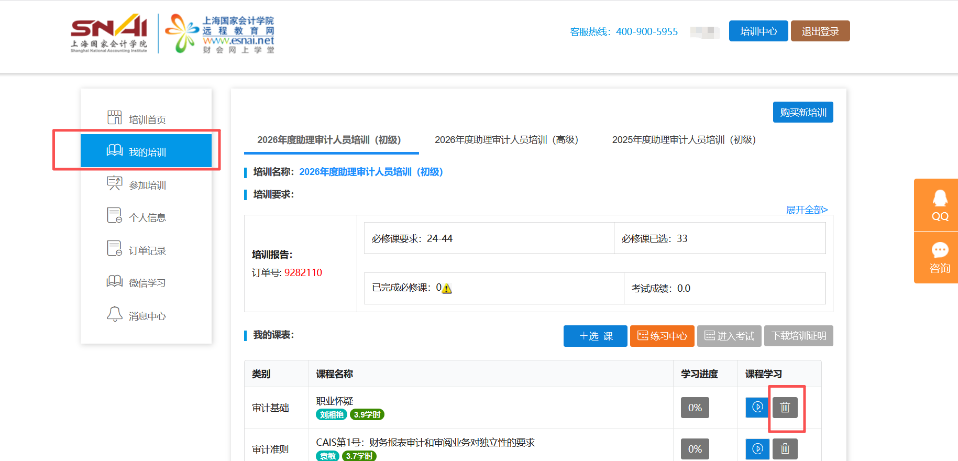 SNAI
上海国家会计学院
Shanghai National Accounting Institute
上海国家会计学院
远程教育网
www.esnai.net
财会网上学堂
客服热线：400-900-5955
培训中心
退出登录
培训首页
我的培训
参加培训
个人信息
订单记录
微信学习
消息中心
购买新培训
2026年度助理审计人员培训（初级） 2026年度助理审计人员培训（高级） 2025年度助理审计人员培训（初级）
培训名称：2026年度助理审计人员培训（初级）
培训要求：
展开全部>
培训报告：
订单号: 9282110
必修课要求：24-44 必修课已选：33
已完成必修课：0 考试成绩：0.0
我的课表：
＋选 课 练习中心 进入考试 下载培训证明
类别 课程名称 学习进度 课程学习
审计基础 职业怀疑 0%
3.9学时
审计准则 CAIS第1号：财务报表审计和审阅业务对独立性的要求 0%
袁敏 3.7学时
QQ
咨询